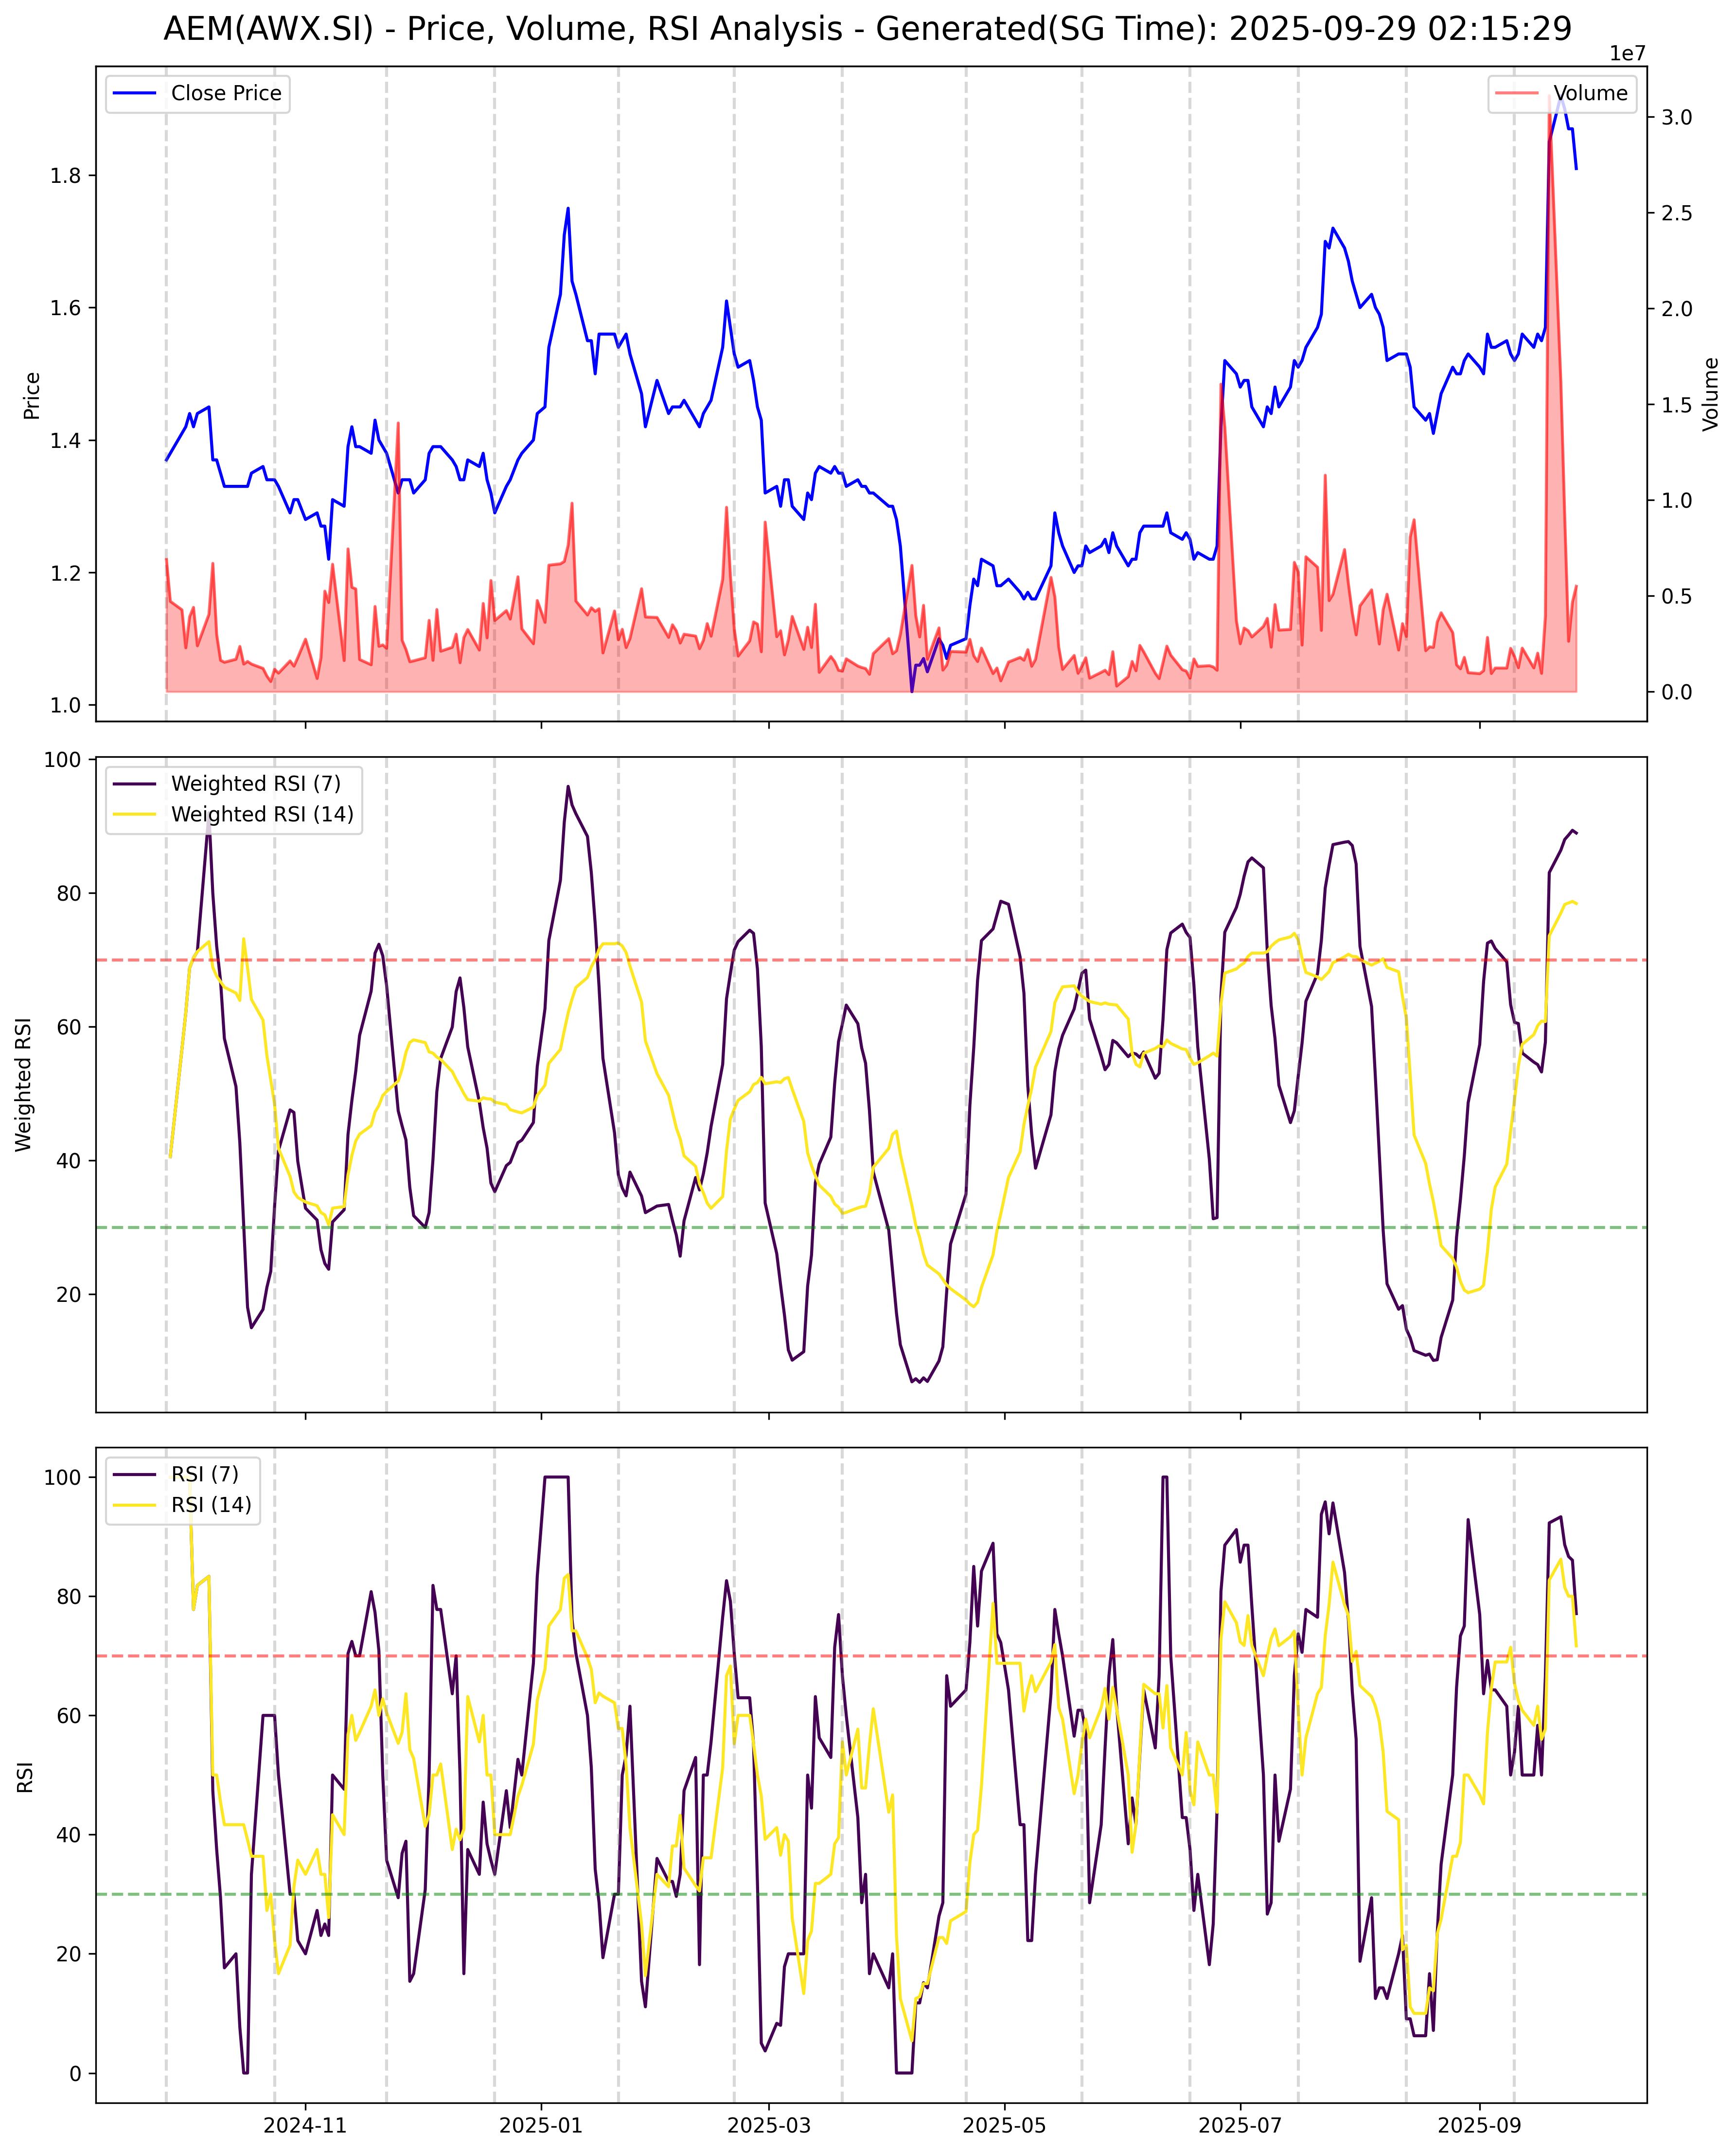 AEM(AWX.SI) - Price, Volume, RSI Analysis - Generated(SG Time): 2025-09-29 02:15:29
1e7
Close Price
Volume
1.8
1.6
1.4
1.2
1.0
Price
3.0
2.5
2.0
1.5
1.0
0.5
0.0
Volume
Weighted RSI (7)
Weighted RSI (14)
100
80
60
40
20
Weighted RSI
RSI (7)
RSI (14)
100
80
60
40
20
0
RSI
2024-11
2025-01
2025-03
2025-05
2025-07
2025-09